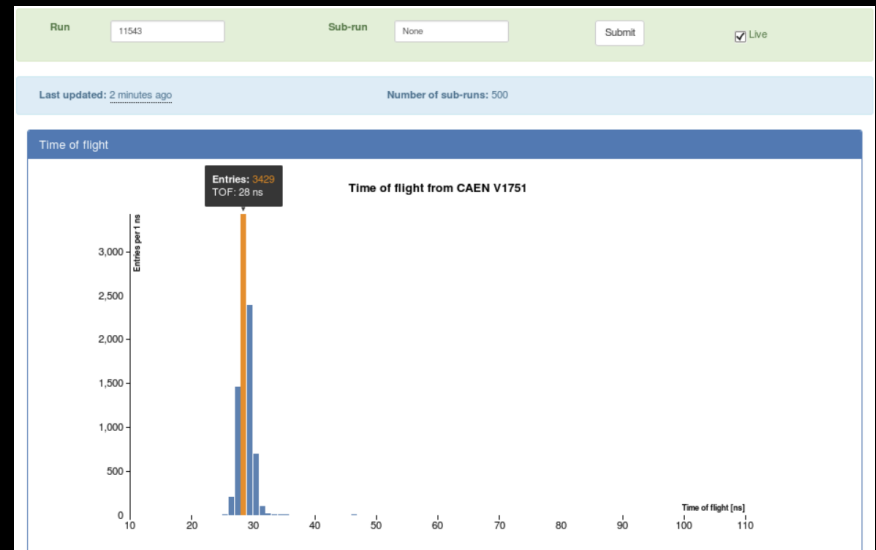 Run 11543 Sub-run None Submit Live
Last updated: 2 minutes ago Number of sub-runs: 500
Time of flight
Entries: 3429
TOF: 28 ns
Time of flight from CAEN V1751
Entries per 1 ns
3,000
2,500
2,000
1,500
1,000
500
0
Time of flight [ns]
10 20 30 40 50 60 70 80 90 100 110